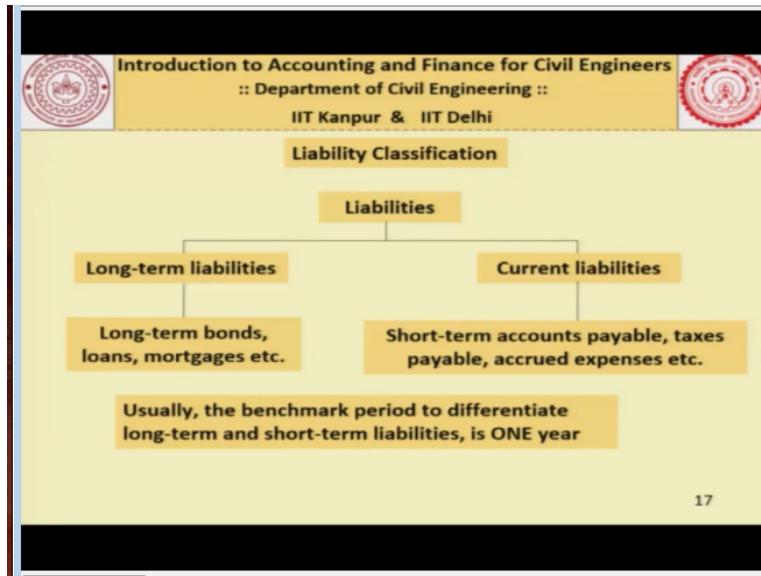 Introduction to Accounting and Finance for Civil Engineers
:: Department of Civil Engineering ::
IIT Kanpur & IIT Delhi
Liability Classification
Liabilities
Long-term liabilities
Current liabilities
Long-term bonds,
loans, mortgages etc.
Short-term accounts payable, taxes
payable, accrued expenses etc.
Usually, the benchmark period to differentiate
long-term and short-term liabilities, is ONE year
17